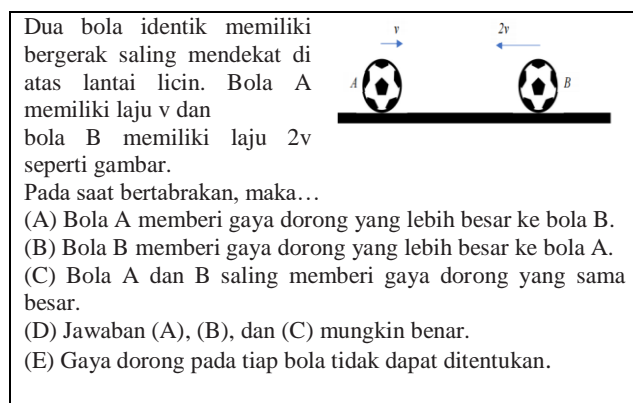 Dua bola identik memiliki
bergerak saling mendekat di
atas lantai licin. Bola A
memiliki laju v dan
bola B memiliki laju 2v
seperti gambar.
v 2v
A B
Pada saat bertabrakan, maka…
(A) Bola A memberi gaya dorong yang lebih besar ke bola B.
(B) Bola B memberi gaya dorong yang lebih besar ke bola A.
(C) Bola A dan B saling memberi gaya dorong yang sama
besar.
(D) Jawaban (A), (B), dan (C) mungkin benar.
(E) Gaya dorong pada tiap bola tidak dapat ditentukan.